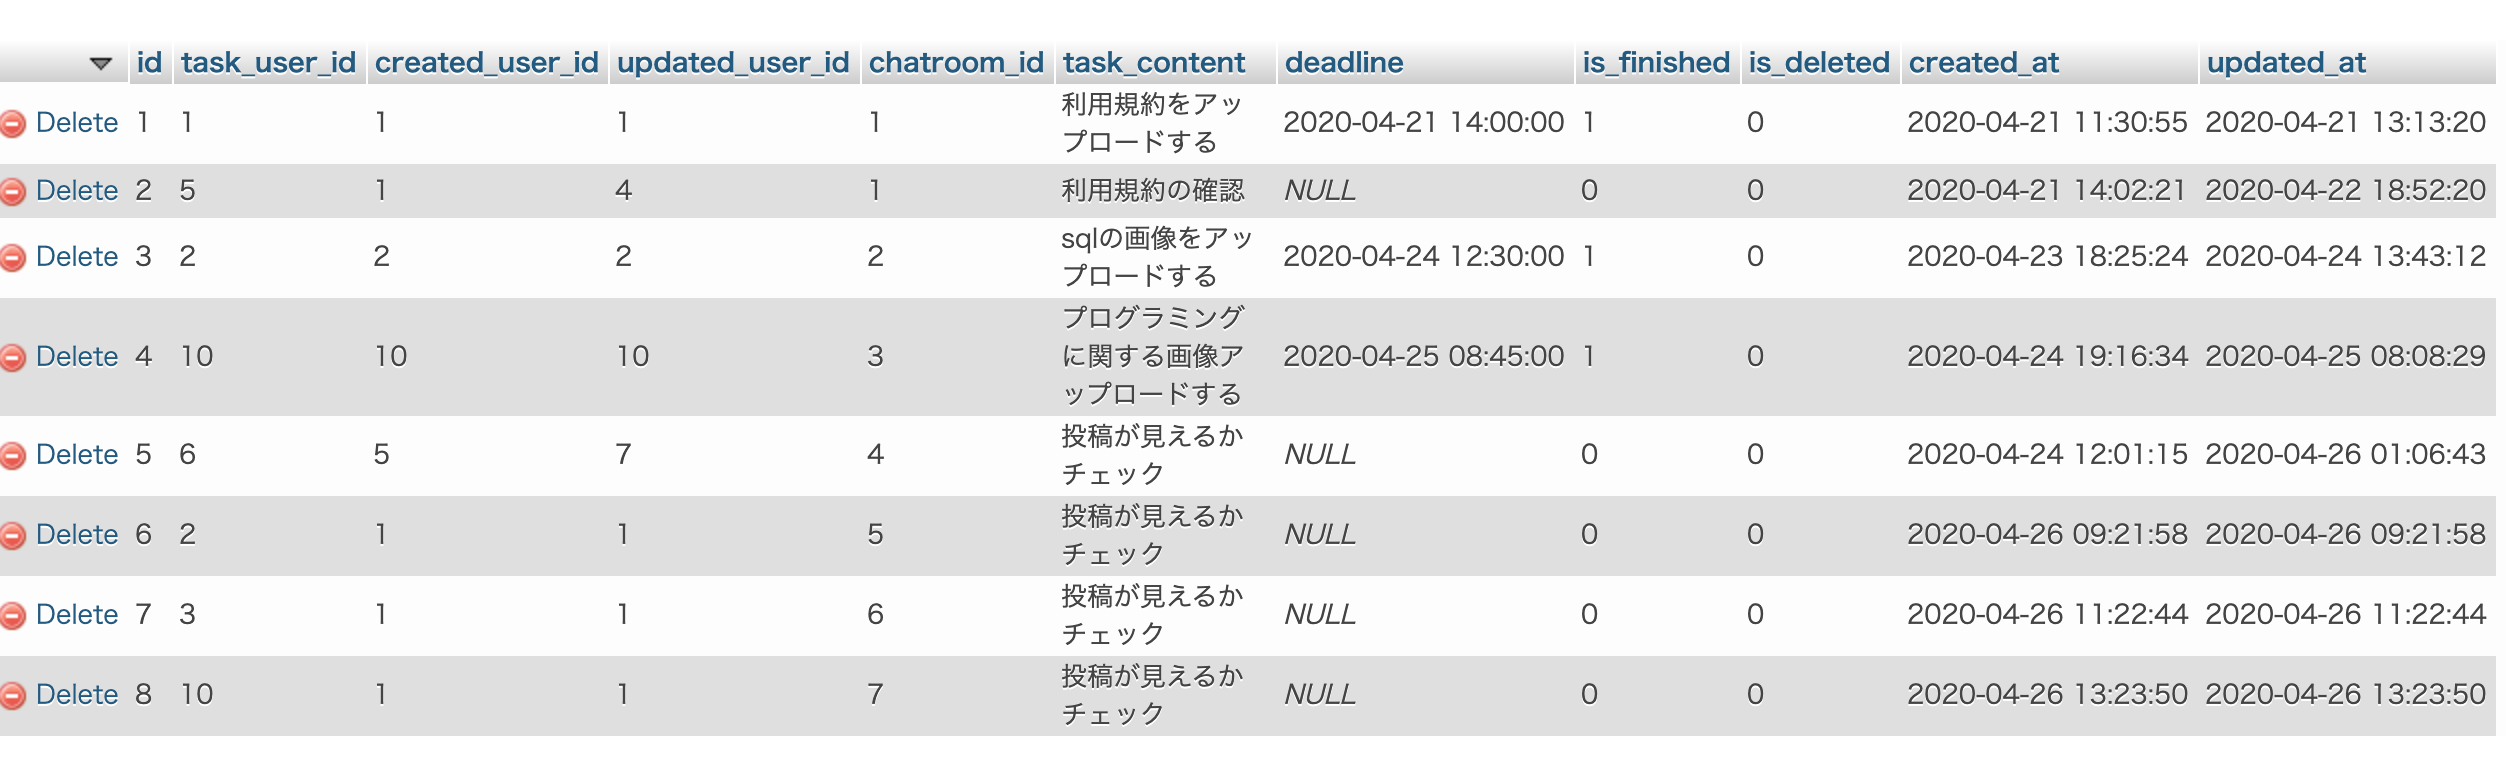 id task_user_id created_user_id updated_user_id chatroom_id task_content deadline is_finished is_deleted created_at updated_at
Delete 1 1 1 1 1 利用規約をアッ 2020-04-21 14:00:00 1 0 2020-04-21 11:30:55 2020-04-21 13:13:20
プロードする
Delete 2 5 1 4 1 利用規約の確認 NULL 0 0 2020-04-21 14:02:21 2020-04-22 18:52:20
Delete 3 2 2 2 2 sqlの画像をアッ 2020-04-24 12:30:00 1 0 2020-04-23 18:25:24 2020-04-24 13:43:12
プロードする
プログラミング
Delete 4 10 10 10 3 に関する画像ア 2020-04-25 08:45:00 1 0 2020-04-24 19:16:34 2020-04-25 08:08:29
ップロードする
Delete 5 6 5 7 4 投稿が見えるか NULL 0 0 2020-04-24 12:01:15 2020-04-26 01:06:43
チェック
Delete 6 2 1 1 5 投稿が見えるか NULL 0 0 2020-04-26 09:21:58 2020-04-26 09:21:58
チェック
Delete 7 3 1 1 6 投稿が見えるか NULL 0 0 2020-04-26 11:22:44 2020-04-26 11:22:44
チェック
Delete 8 10 1 1 7 投稿が見えるか NULL 0 0 2020-04-26 13:23:50 2020-04-26 13:23:50
チェック